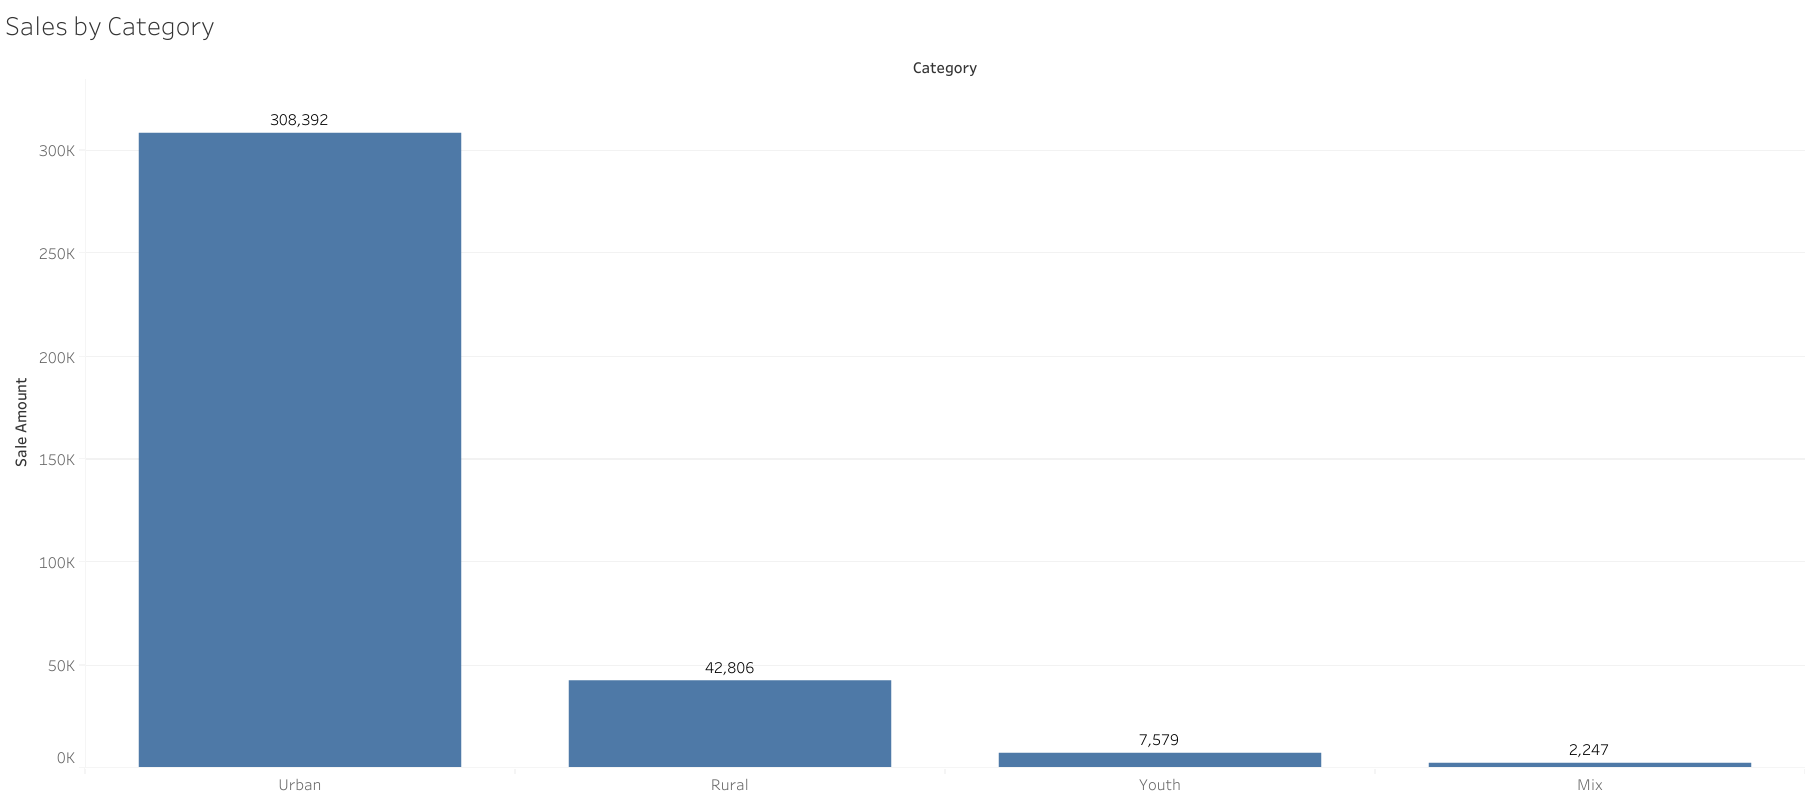 Sales by Category
Category
308,392
300K
250K
200K
150K
100K
50K
0K
Sale Amount
42,806
7,579
2,247
Urban
Rural
Youth
Mix